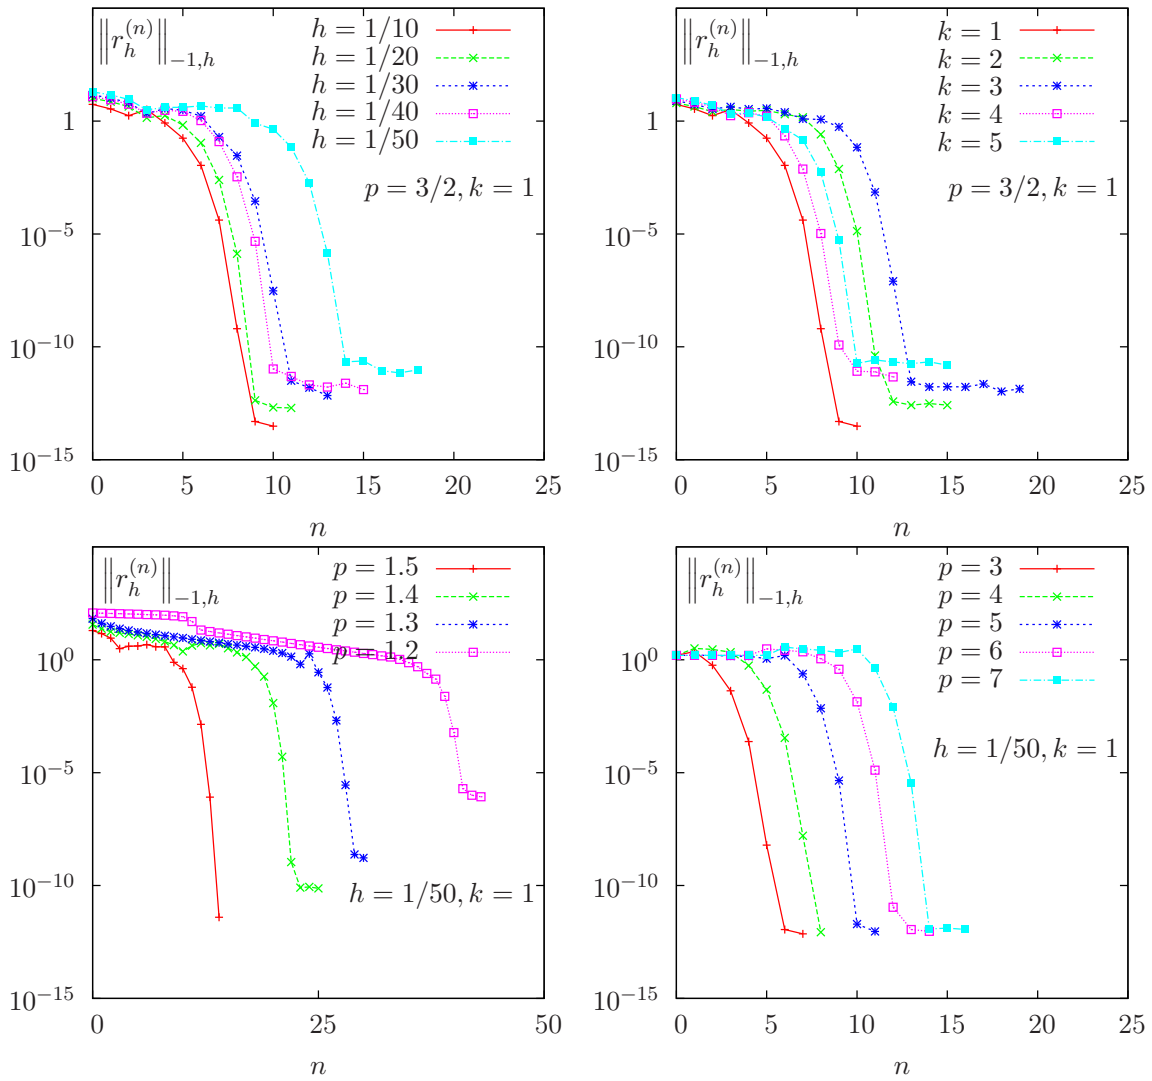 ‖r_h^{(n)}‖_{−1,h}
h = 1/10
h = 1/20
h = 1/30
h = 1/40
h = 1/50
p = 3/2, k = 1
1
10^{−5}
10^{−10}
10^{−15}
0 5 10 15 20 25
n
‖r_h^{(n)}‖_{−1,h}
k = 1
k = 2
k = 3
k = 4
k = 5
p = 3/2, k = 1
1
10^{−5}
10^{−10}
10^{−15}
0 5 10 15 20 25
n
‖r_h^{(n)}‖_{−1,h}
p = 1.5
p = 1.4
p = 1.3
p = 1.2
h = 1/50, k = 1
10^{0}
10^{−5}
10^{−10}
10^{−15}
0 25 50
n
‖r_h^{(n)}‖_{−1,h}
p = 3
p = 4
p = 5
p = 6
p = 7
h = 1/50, k = 1
10^{0}
10^{−5}
10^{−10}
10^{−15}
0 5 10 15 20 25
n